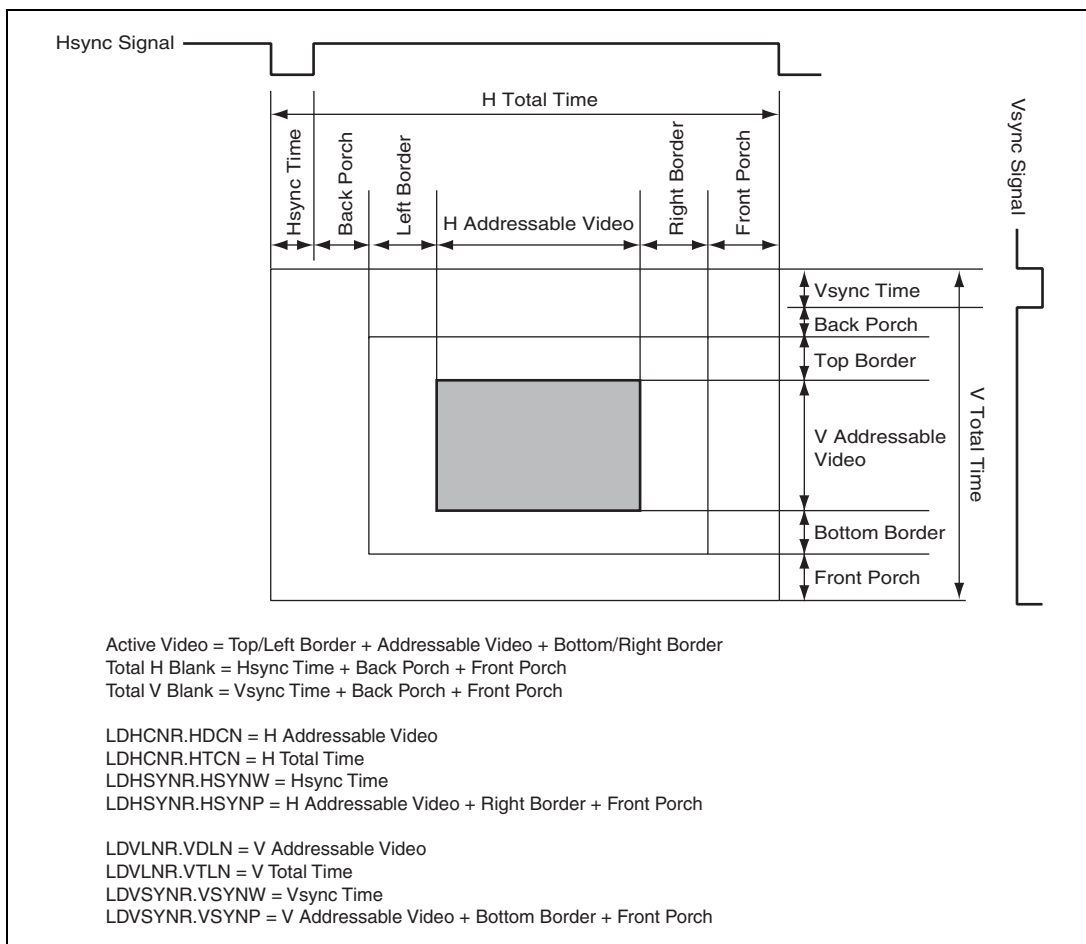 Hsync Signal
H Total Time
Hsync Time
Back Porch
Left Border
H Addressable Video
Right Border
Front Porch
Vsync Signal
Vsync Time
Back Porch
Top Border
V Addressable
Video
V Total Time
Bottom Border
Front Porch
Active Video = Top/Left Border + Addressable Video + Bottom/Right Border
Total H Blank = Hsync Time + Back Porch + Front Porch
Total V Blank = Vsync Time + Back Porch + Front Porch
LDHCNR.HDCN = H Addressable Video
LDHCNR.HTCN = H Total Time
LDHSYNR.HSYNW = Hsync Time
LDHSYNR.HSYNP = H Addressable Video + Right Border + Front Porch
LDVLNR.VDLN = V Addressable Video
LDVLNR.VTLN = V Total Time
LDVSYNR.VSYNW = Vsync Time
LDVSYNR.VSYNP = V Addressable Video + Bottom Border + Front Porch